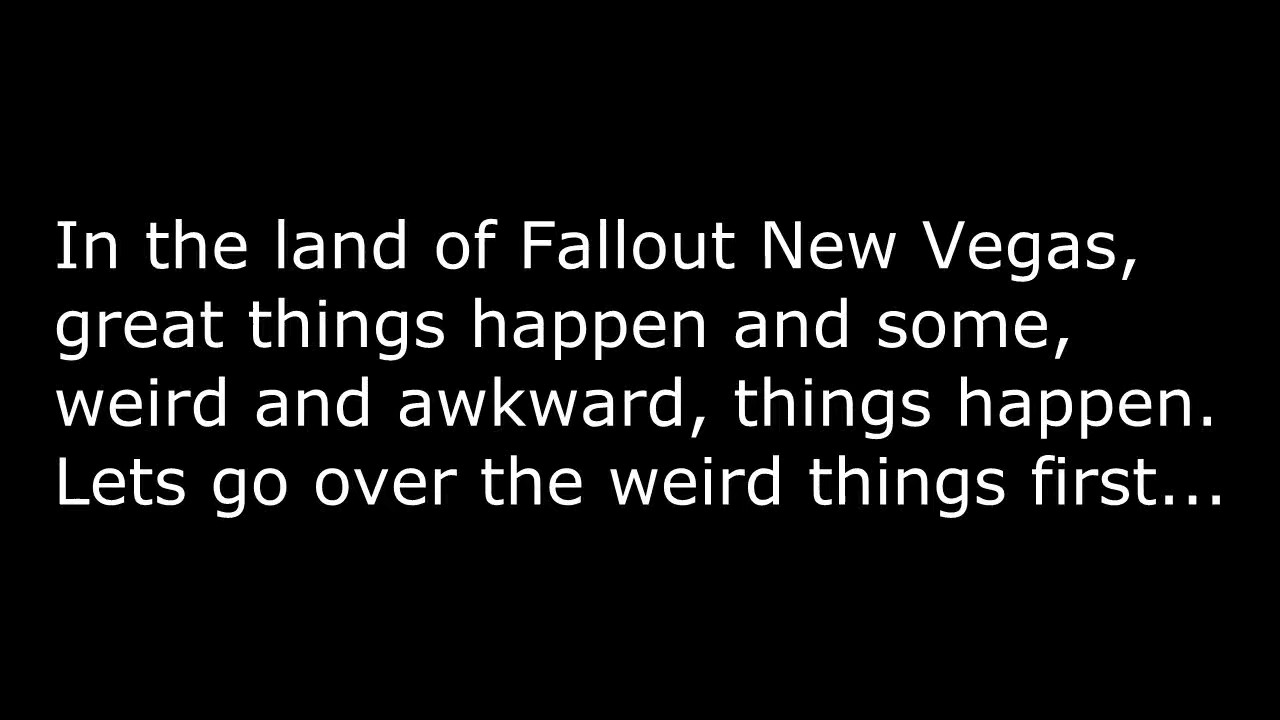 In the land of Fallout New Vegas,
great things happen and some,
weird and awkward, things happen.
Lets go over the weird things first...